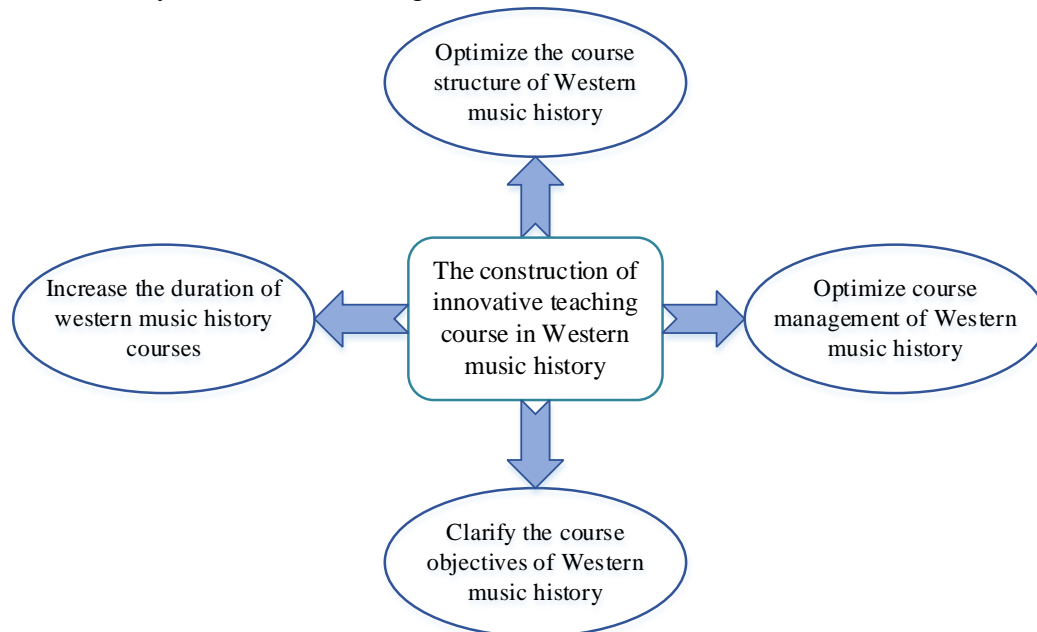 Optimize the course
structure of Western
music history
Increase the duration of
western music history
courses
The construction of
innovative teaching
course in Western
music history
Optimize course
management of Western
music history
Clarify the course
objectives of Western
music history